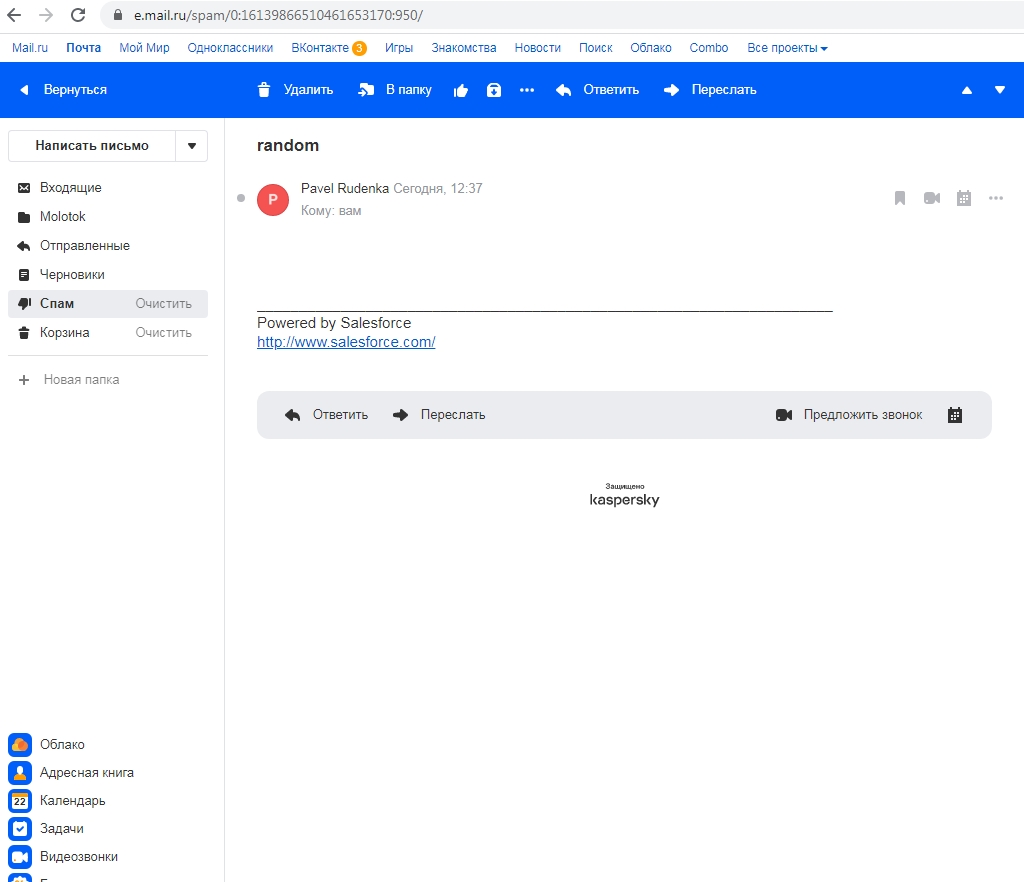 e.mail.ru/spam/0:16139866510461653170:950/
Mail.ru Почта Мой Мир Одноклассники ВКонтакте 3 Игры Знакомства Новости Поиск Облако Combo Все проекты
Вернуться Удалить В папку Ответить Переслать
Написать письмо
random
Входящие
Pavel Rudenka Сегодня, 12:37
P
Кому: вам
Molotok
Отправленные
Черновики
Спам Очистить
Корзина Очистить
Новая папка
Powered by Salesforce
http://www.salesforce.com/
Ответить Переслать Предложить звонок
Защищено
kaspersky
Облако
Адресная книга
22 Календарь
Задачи
Видеозвонки